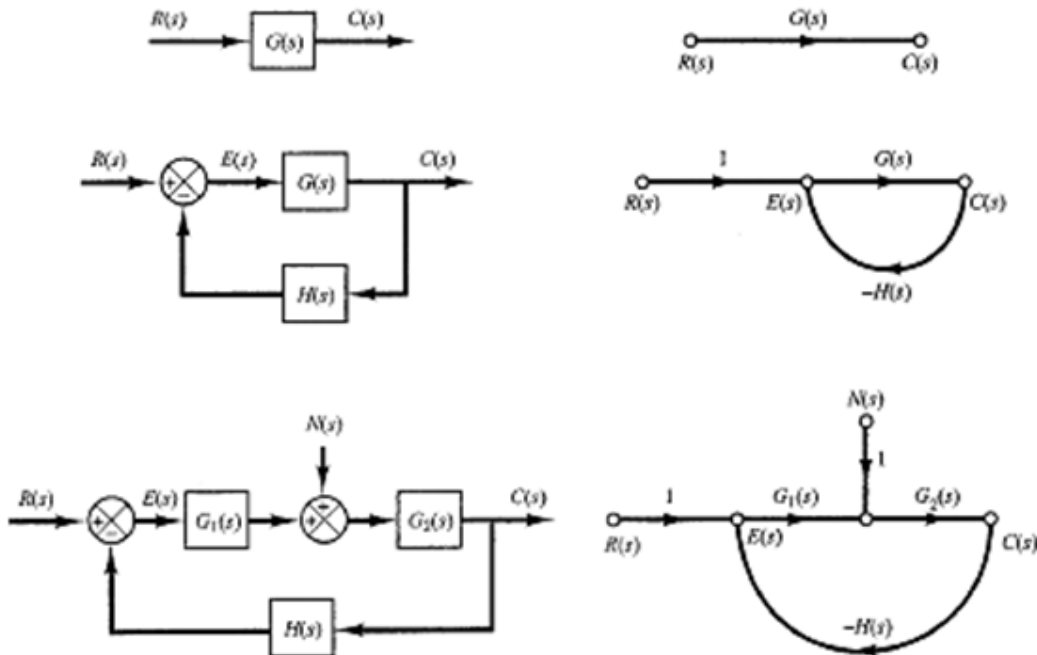 R(s) C(s) G(s)
G(s)
R(s) C(s)
R(s) E(s) C(s) 1 G(s)
G(s)
R(s) E(s) C(s)
H(s) -H(s)
N(s)
N(s)
1
R(s) E(s) C(s) 1 G1(s) G2(s)
G1(s) G2(s)
R(s) E(s) C(s)
H(s) -H(s)